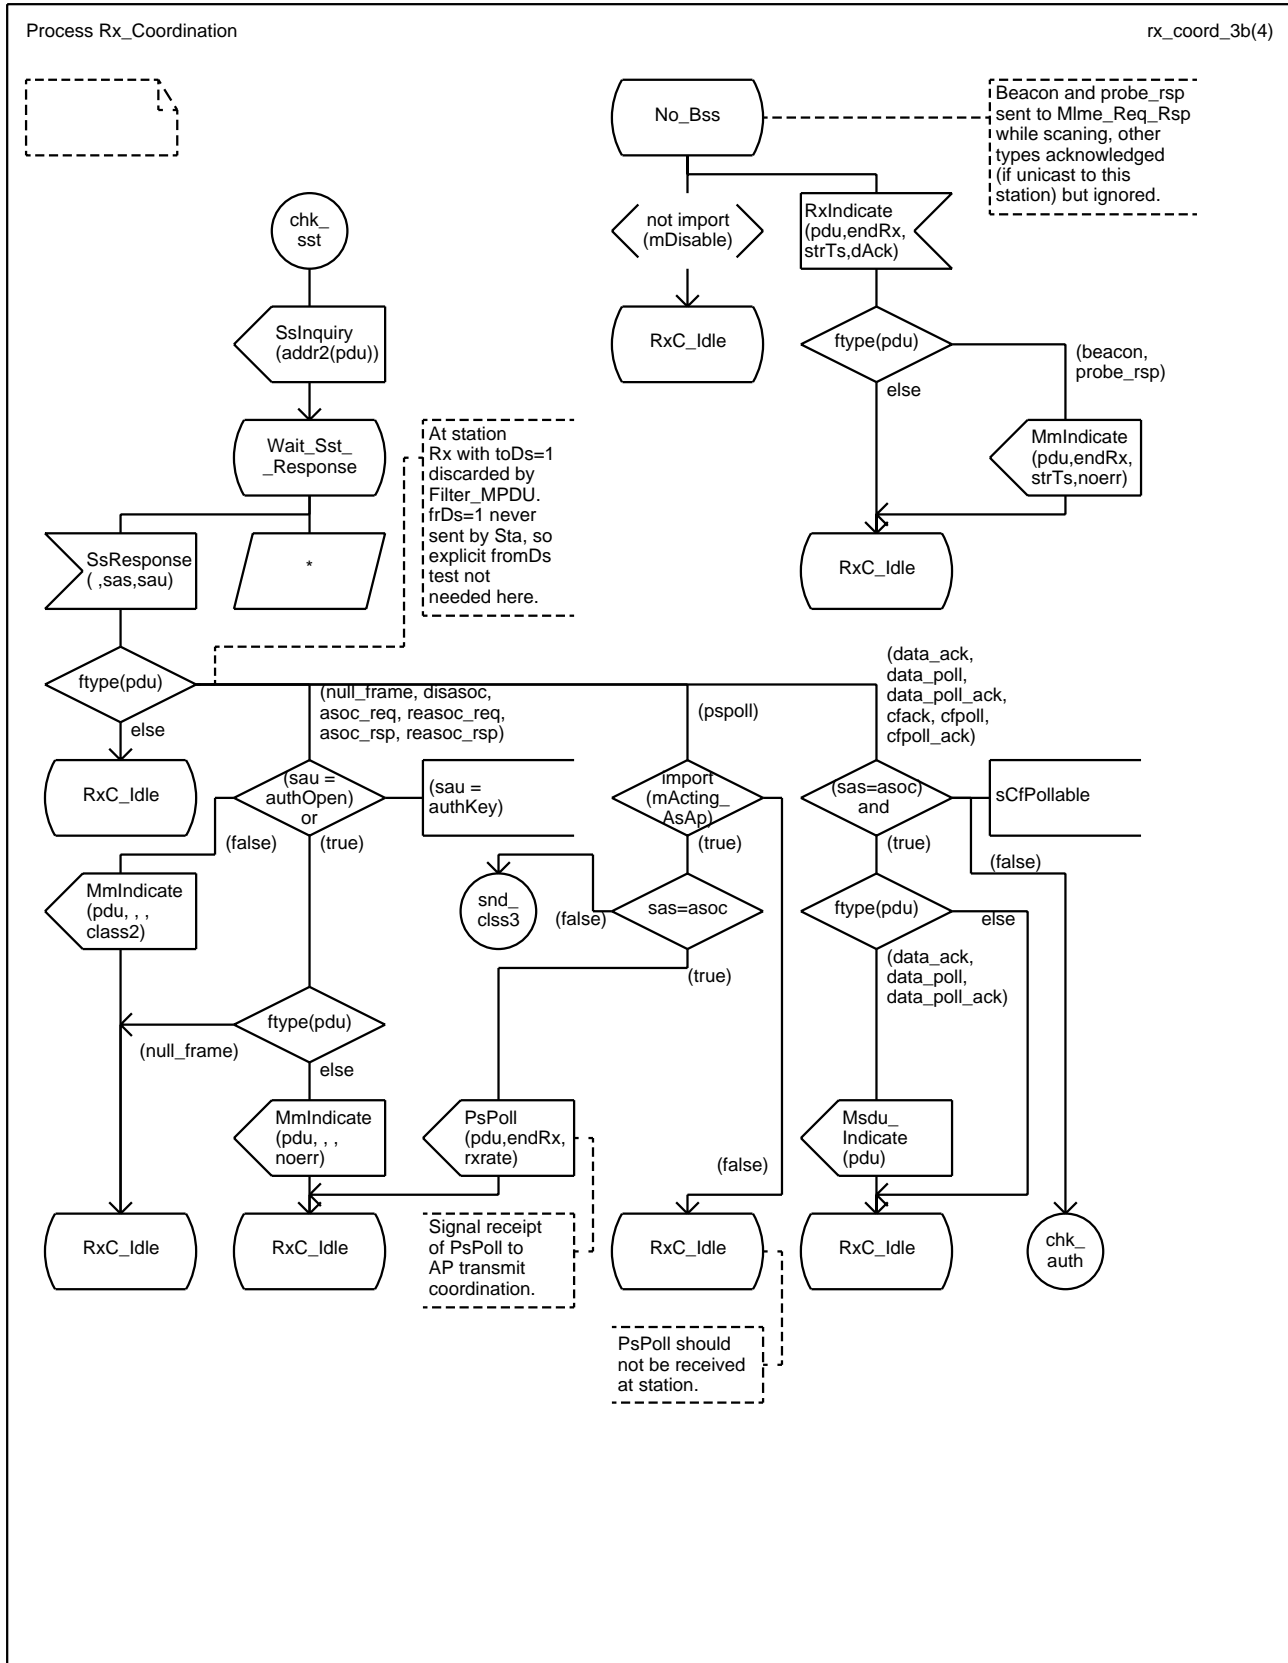 Process Rx_Coordination
rx_coord_3b(4)
No_Bss
Beacon and probe_rsp
sent to Mlme_Req_Rsp
while scaning, other
types acknowledged
(if unicast to this
station) but ignored.
chk_
sst
not import
(mDisable)
RxIndicate
(pdu,endRx,
strTs,dAck)
SsInquiry
(addr2(pdu))
RxC_Idle
ftype(pdu)
(beacon,
probe_rsp)
else
Wait_Sst_
_Response
At station
Rx with toDs=1
discarded by
Filter_MPDU.
frDs=1 never
sent by Sta, so
explicit fromDs
test not
needed here.
MmIndicate
(pdu,endRx,
strTs,noerr)
SsResponse
( ,sas,sau)
*
RxC_Idle
ftype(pdu)
else
(null_frame, disasoc,
asoc_req, reasoc_req,
asoc_rsp, reasoc_rsp)
(pspoll)
(data_ack,
data_poll,
data_poll_ack,
cfack, cfpoll,
cfpoll_ack)
RxC_Idle
(sau =
authOpen)
or
(sau =
authKey)
import
(mActing_
AsAp)
(sas=asoc)
and
sCfPollable
(false)
(true)
(true)
(true)
(false)
MmIndicate
(pdu, , ,
class2)
snd_
clss3
(false)
sas=asoc
ftype(pdu)
else
(true)
(data_ack,
data_poll,
data_poll_ack)
ftype(pdu)
(null_frame)
else
MmIndicate
(pdu, , ,
noerr)
PsPoll
(pdu,endRx,
rxrate)
(false)
Msdu_
Indicate
(pdu)
RxC_Idle
RxC_Idle
Signal receipt
of PsPoll to
AP transmit
coordination.
RxC_Idle
RxC_Idle
chk_
auth
PsPoll should
not be received
at station.